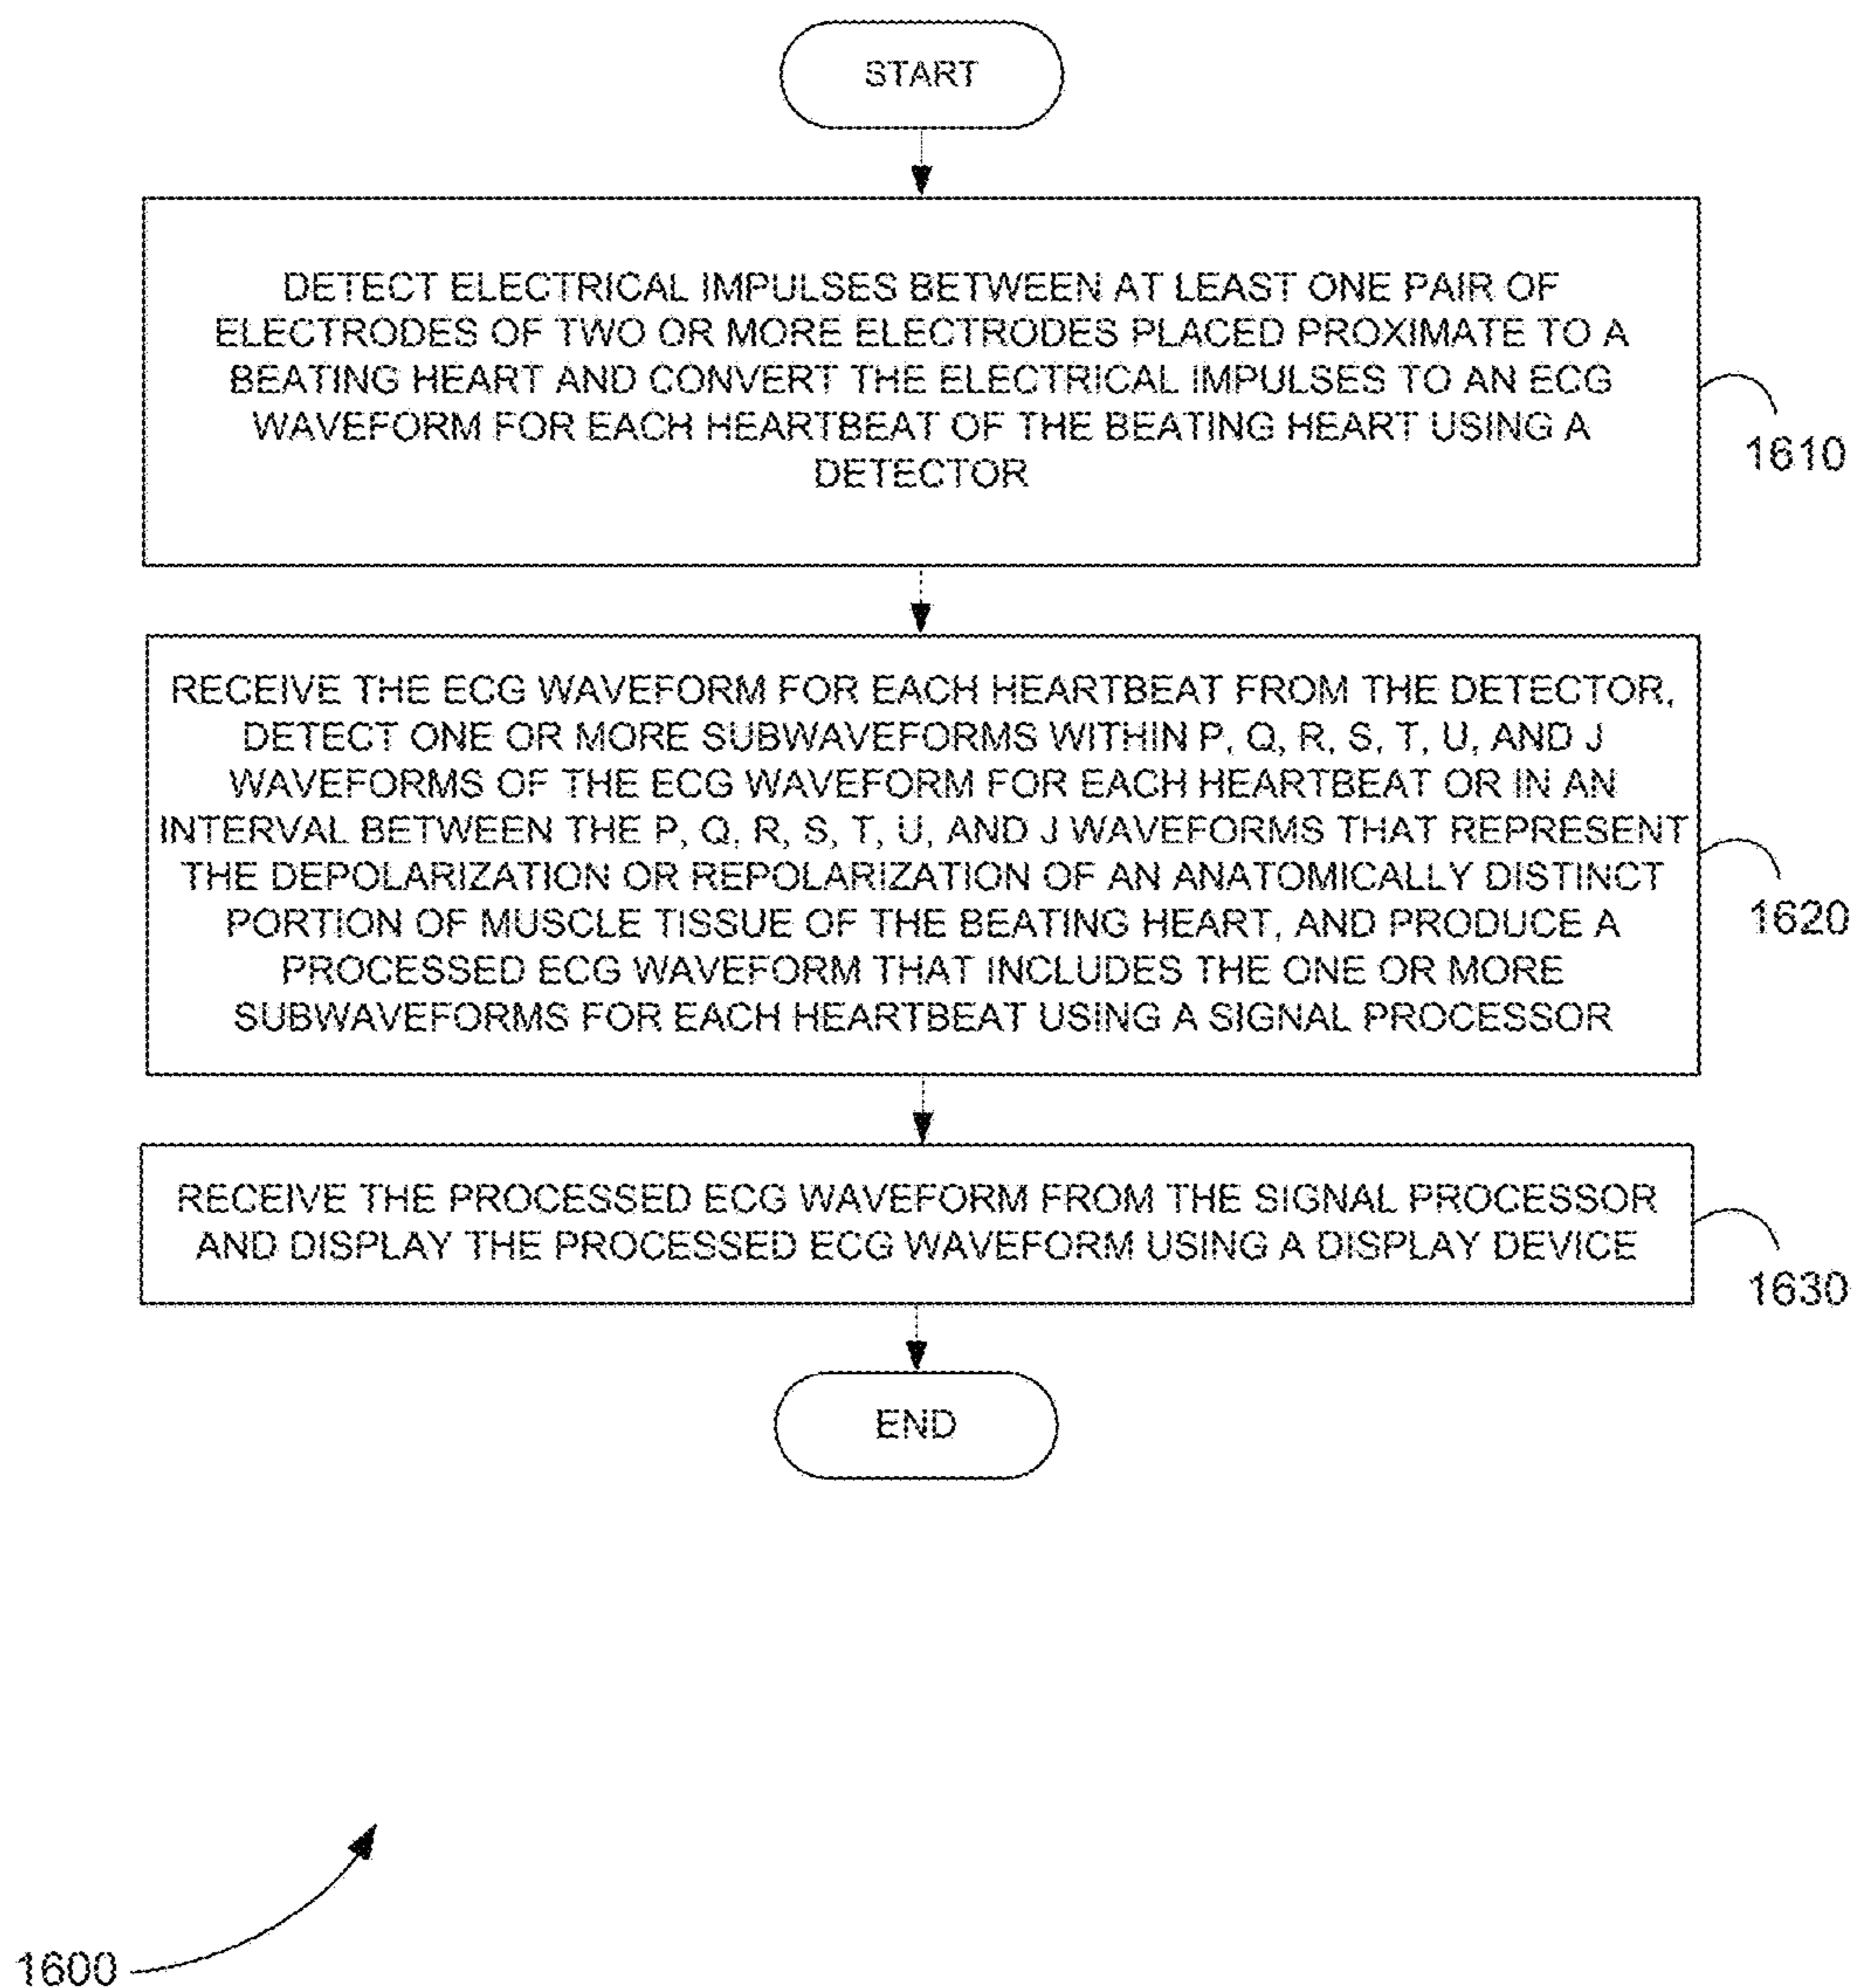 START
DETECT ELECTRICAL IMPULSES BETWEEN AT LEAST ONE PAIR OF
ELECTRODES OF TWO OR MORE ELECTRODES PLACED PROXIMATE TO A
BEATING HEART AND CONVERT THE ELECTRICAL IMPULSES TO AN ECG
WAVEFORM FOR EACH HEARTBEAT OF THE BEATING HEART USING A
DETECTOR
1610
RECEIVE THE ECG WAVEFORM FOR EACH HEARTBEAT FROM THE DETECTOR,
DETECT ONE OR MORE SUBWAVEFORMS WITHIN P, Q, R, S, T, U, AND J
WAVEFORMS OF THE ECG WAVEFORM FOR EACH HEARTBEAT OR IN AN
INTERVAL BETWEEN THE P, Q, R, S, T, U, AND J WAVEFORMS THAT REPRESENT
THE DEPOLARIZATION OR REPOLARIZATION OF AN ANATOMICALLY DISTINCT
PORTION OF MUSCLE TISSUE OF THE BEATING HEART, AND PRODUCE A
PROCESSED ECG WAVEFORM THAT INCLUDES THE ONE OR MORE
SUBWAVEFORMS FOR EACH HEARTBEAT USING A SIGNAL PROCESSOR
1620
RECEIVE THE PROCESSED ECG WAVEFORM FROM THE SIGNAL PROCESSOR
AND DISPLAY THE PROCESSED ECG WAVEFORM USING A DISPLAY DEVICE
1630
END
1600